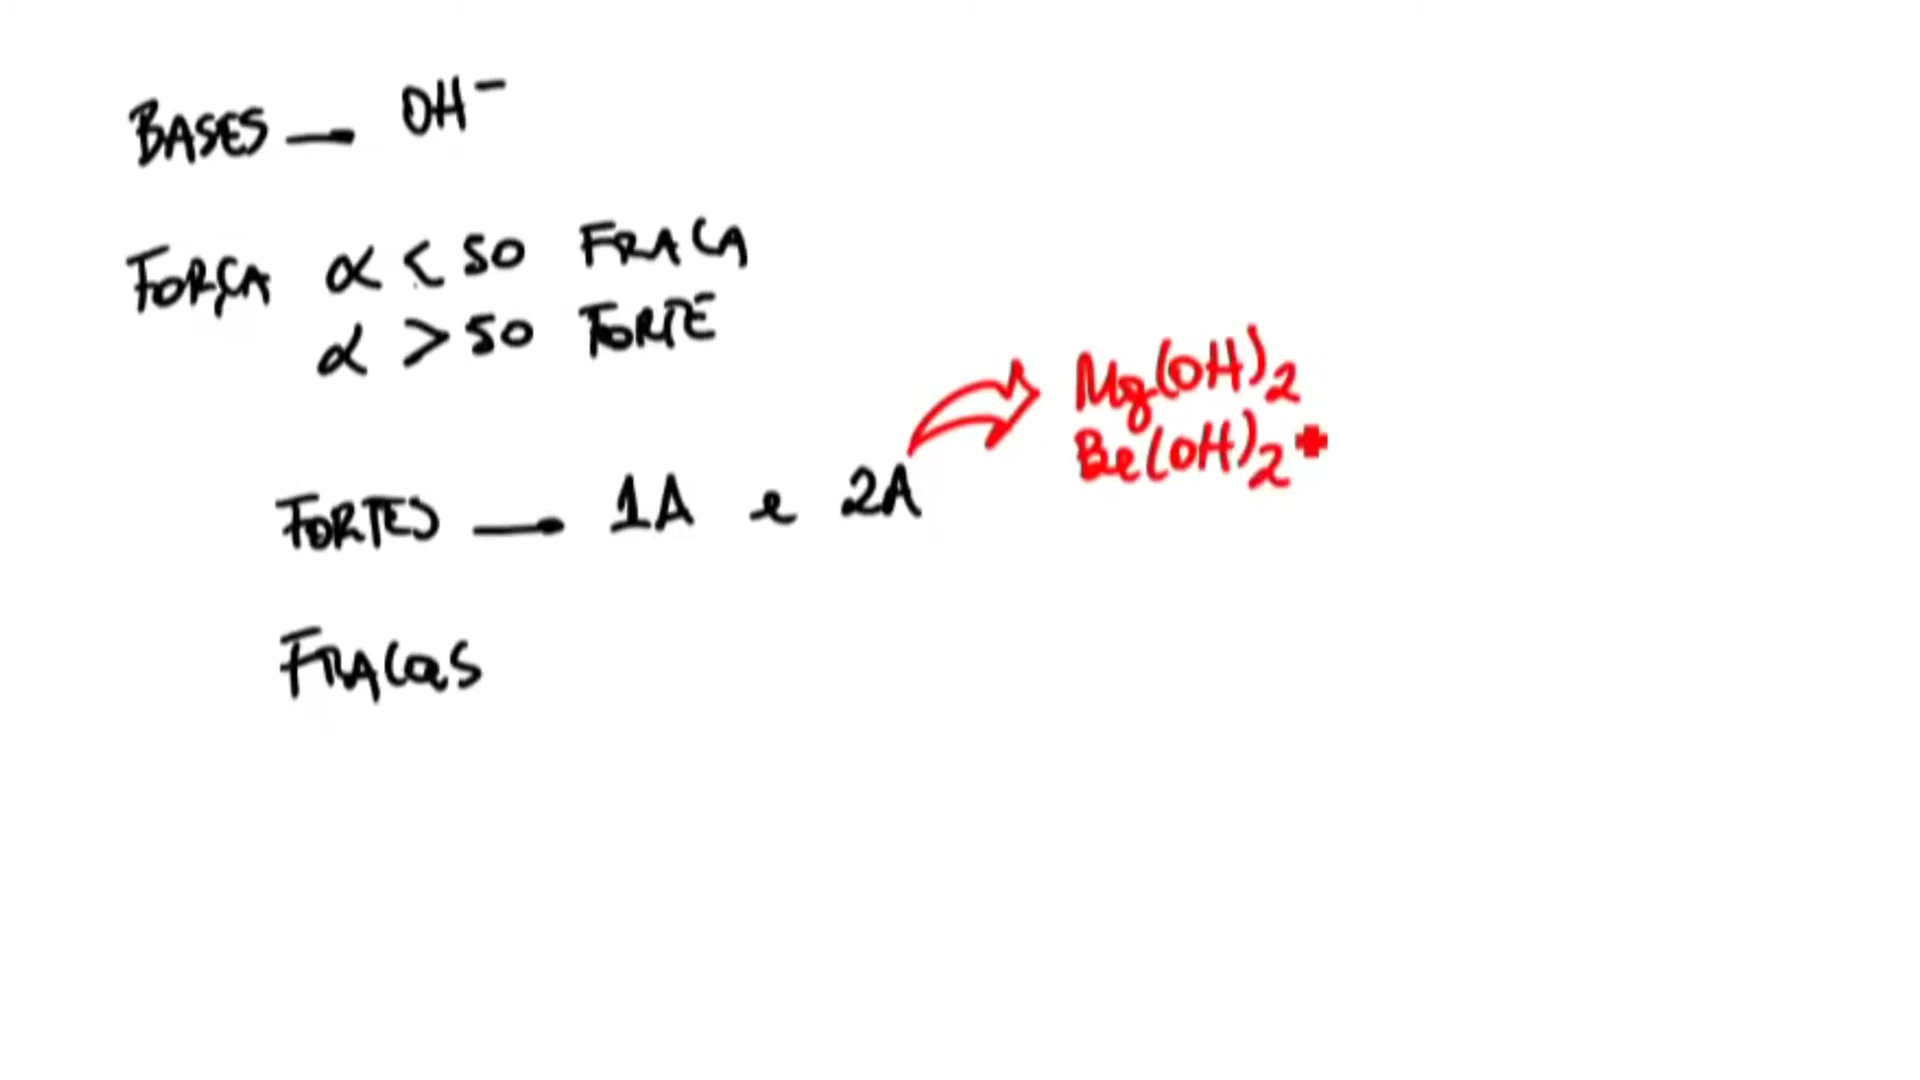 BASES — OH⁻
FORÇA α < 50 FRACA
α > 50 FORTE
Mg(OH)₂
Be(OH)₂
FORTES — 1A e 2A
FRACas